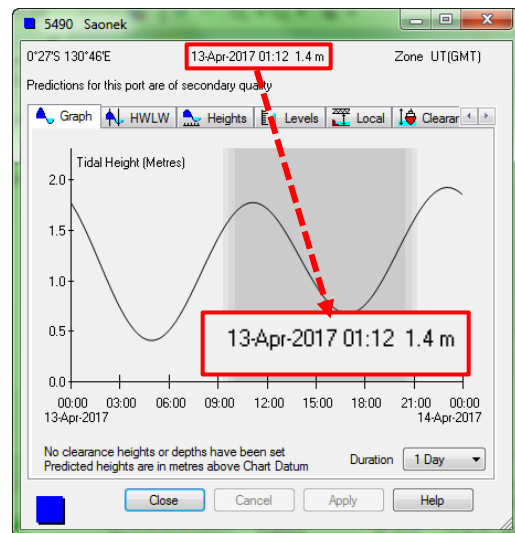 5490 Saonek
0°27'S 130°46'E 13-Apr-2017 01:12 1.4 m Zone UT(GMT)
Predictions for this port are of secondary quality
Graph HWLW Heights Levels Local Clearar
Tidal Height (Metres)
2.0
1.5
1.0
0.5
13-Apr-2017 01:12 1.4 m
0.0
00:00 03:00 06:00 09:00 12:00 15:00 18:00 21:00 00:00
13-Apr-2017 14-Apr-2017
No clearance heights or depths have been set
Predicted heights are in metres above Chart Datum
Duration 1 Day
Close Cancel Apply Help